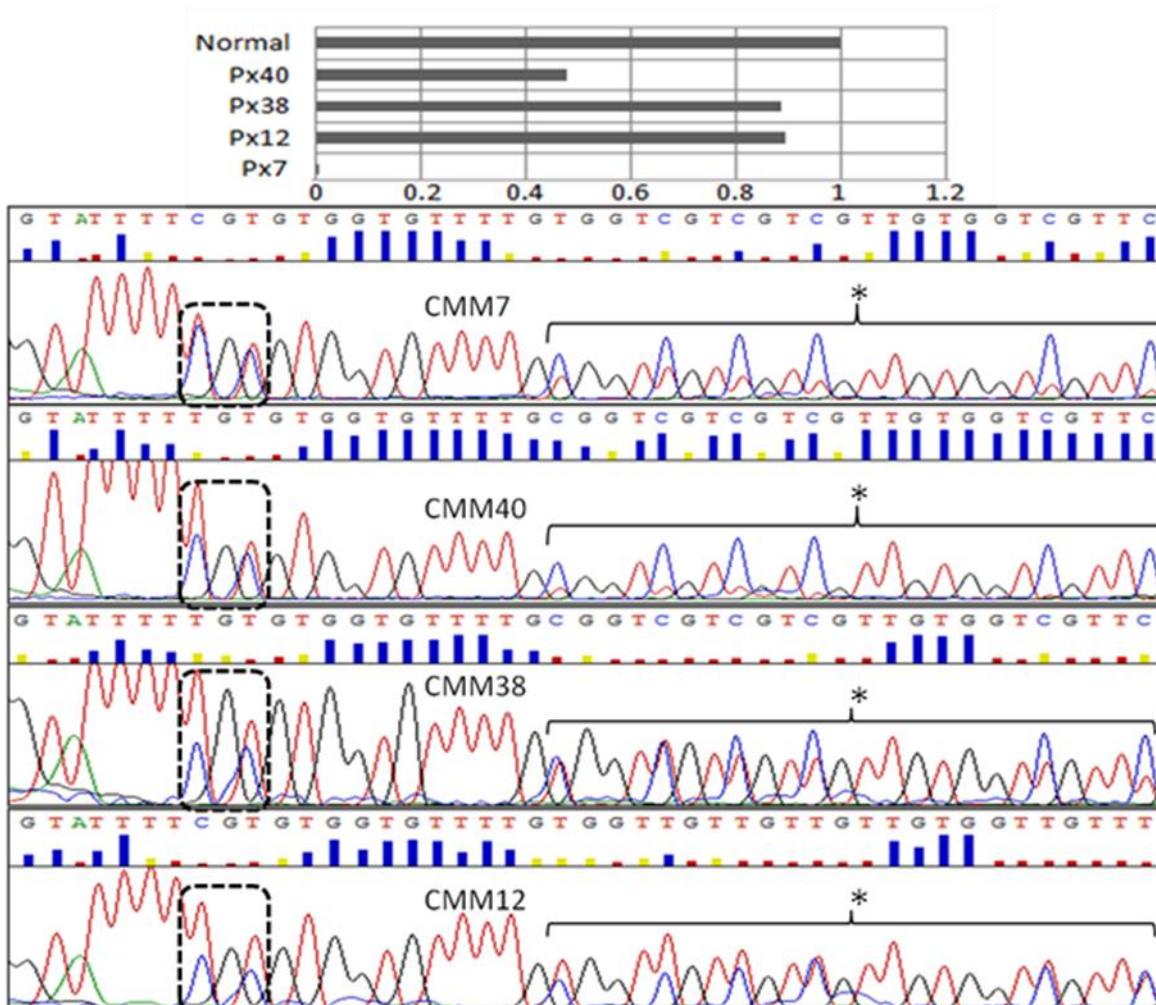 Normal
Px40
Px38
Px12
Px7
0 0.2 0.4 0.6 0.8 1 1.2
G T A T T T T C G T G T G G T G T T T T G T G G T C G T C G T C G T T G T G G T C G T T C
CMM7 *
G T A T T T T T G T G T G G T G T T T T G C G G T C G T C G T C G T T G T G G T C G T T C
CMM40 *
G T A T T T T T G T G T G G T G T T T T G C G G T C G T C G T C G T T G T G G T C G T T C
CMM38 *
G T A T T T T C G T G T G G T G T T T T G T G G T T G T T G T T G T T G T G G T T G T T T
CMM12 *